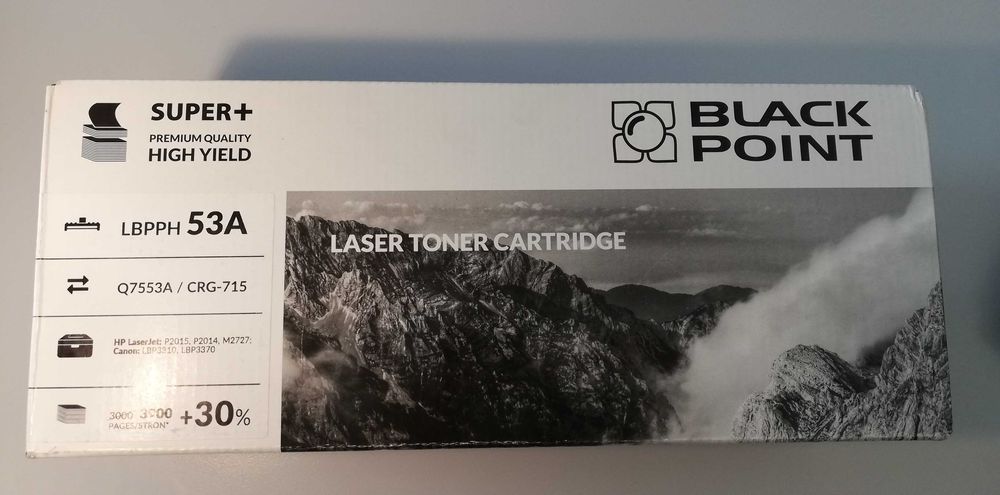 SUPER+
PREMIUM QUALITY
HIGH YIELD
BLACK
POINT
LBPPH 53A
LASER TONER CARTRIDGE
Q7553A / CRG-715
HP LaserJet: P2015, P2014, M2727;
Canon: LBP3310, LBP3370
3000 3900 +30%
PAGES/STRON*